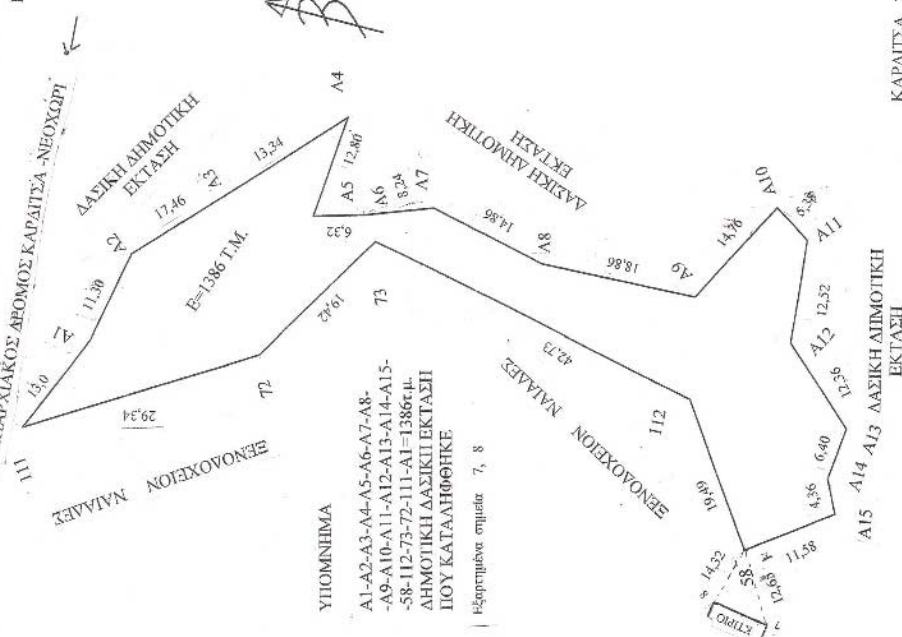 ΔΡΟΜΟΣ ΚΑΡΔΙΤΣΑ -ΝΕΟΧΩΡΙ
111
13,0
Α1
11,30
Α2
17,46
Α3
13,34
Α4
ΔΑΣΙΚΗ ΔΗΜΟΤΙΚΗ
ΕΚΤΑΣΗ
Ε=1386 Τ.Μ.
29,34
ΞΕΝΟΔΟΧΕΙΟΝ ΝΑΙΑΔΕΣ
72
19,42
73
12,80
Α5
6,32
Α6
8,24
Α7
14,86
ΔΑΣΙΚΗ ΔΗΜΟΤΙΚΗ
ΕΚΤΑΣΗ
Α8
18,86
Α9
14,76
Α10
Α11
12,52
Α12
12,36
Α13
6,40
Α14
4,36
Α15
ΔΑΣΙΚΗ ΔΗΜΟΤΙΚΗ
ΕΚΤΑΣΗ
42,73
ΞΕΝΟΔΟΧΕΙΟΝ ΝΑΙΑΔΕΣ
112
19,49
11,58
58
14,32
12,63
8
7
ΚΤΙΡΙΟ
ΥΠΟΜΝΗΜΑ
Α1-Α2-Α3-Α4-Α5-Α6-Α7-Α8-
-Α9-Α10-Α11-Α12-Α13-Α14-Α15-
-58-112-73-72-111-Α1=1386τ.μ.
ΔΗΜΟΤΙΚΗ ΔΑΣΙΚΗ ΕΚΤΑΣΗ
ΠΟΥ ΚΑΤΑΛΗΦΘΗΚΕ
Εξαρτημένα σημεία 7, 8
ΚΑΡΔΙΤΣΑ